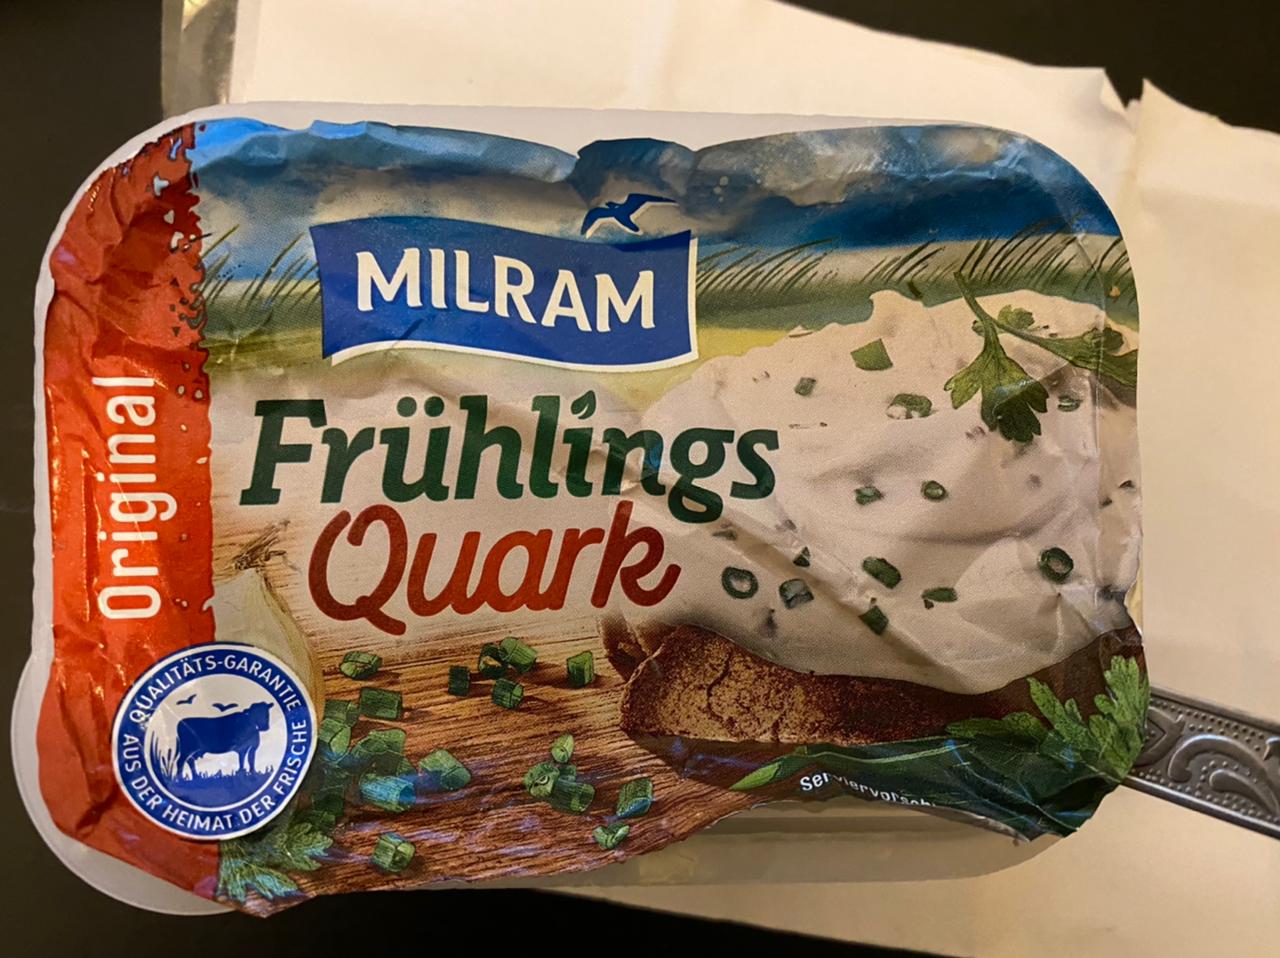 MILRAM
Frühlings
Quark
Original
QUALITÄTS-GARANTIE
AUS DER HEIMAT DER FRISCHE